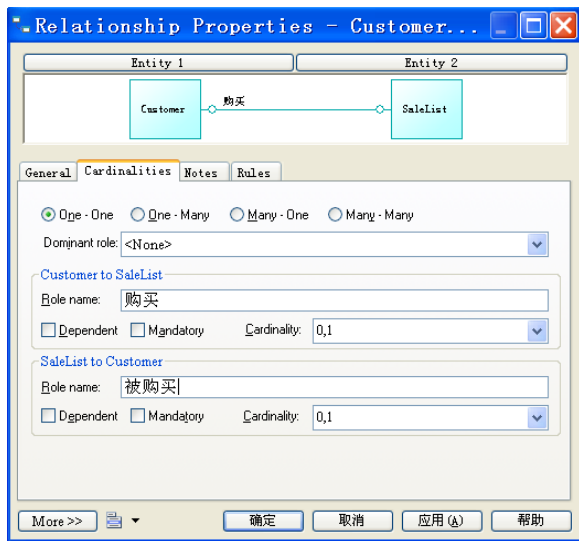 Relationship Properties - Customer...
Entity 1 Entity 2
Customer 购买 SaleList
General Cardinalities Notes Rules
One - One One - Many Many - One Many - Many
Dominant role: <None>
Customer to SaleList
Role name: 购买
Dependent Mandatory Cardinality: 0,1
SaleList to Customer
Role name: 被购买
Dependent Mandatory Cardinality: 0,1
More >> 确定 取消 应用(A) 帮助